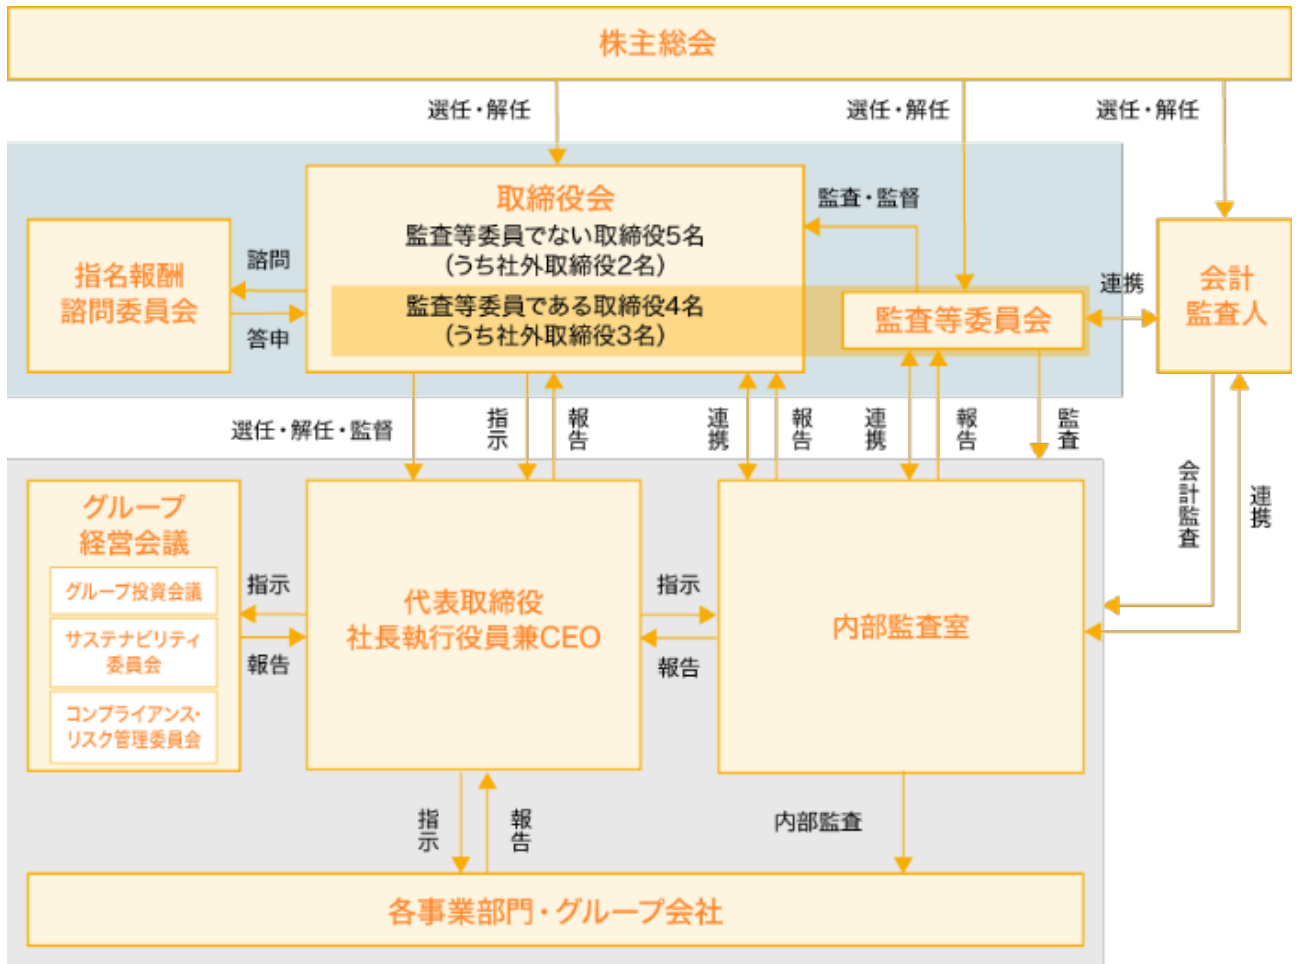 株主総会
選任・解任
選任・解任
選任・解任
取締役会
監査等委員でない取締役5名
(うち社外取締役2名)
監査等委員である取締役4名
(うち社外取締役3名)
監査・監督
監査等委員会
連携
会計
監査人
指名報酬
諮問委員会
諮問
答申
選任・解任・監督
指示
報告
連携
報告
連携
報告
監査
会計監査
連携
グループ
経営会議
グループ投資会議
サステナビリティ
委員会
コンプライアンス・
リスク管理委員会
指示
報告
代表取締役
社長執行役員兼CEO
指示
報告
内部監査室
指示
報告
内部監査
各事業部門・グループ会社